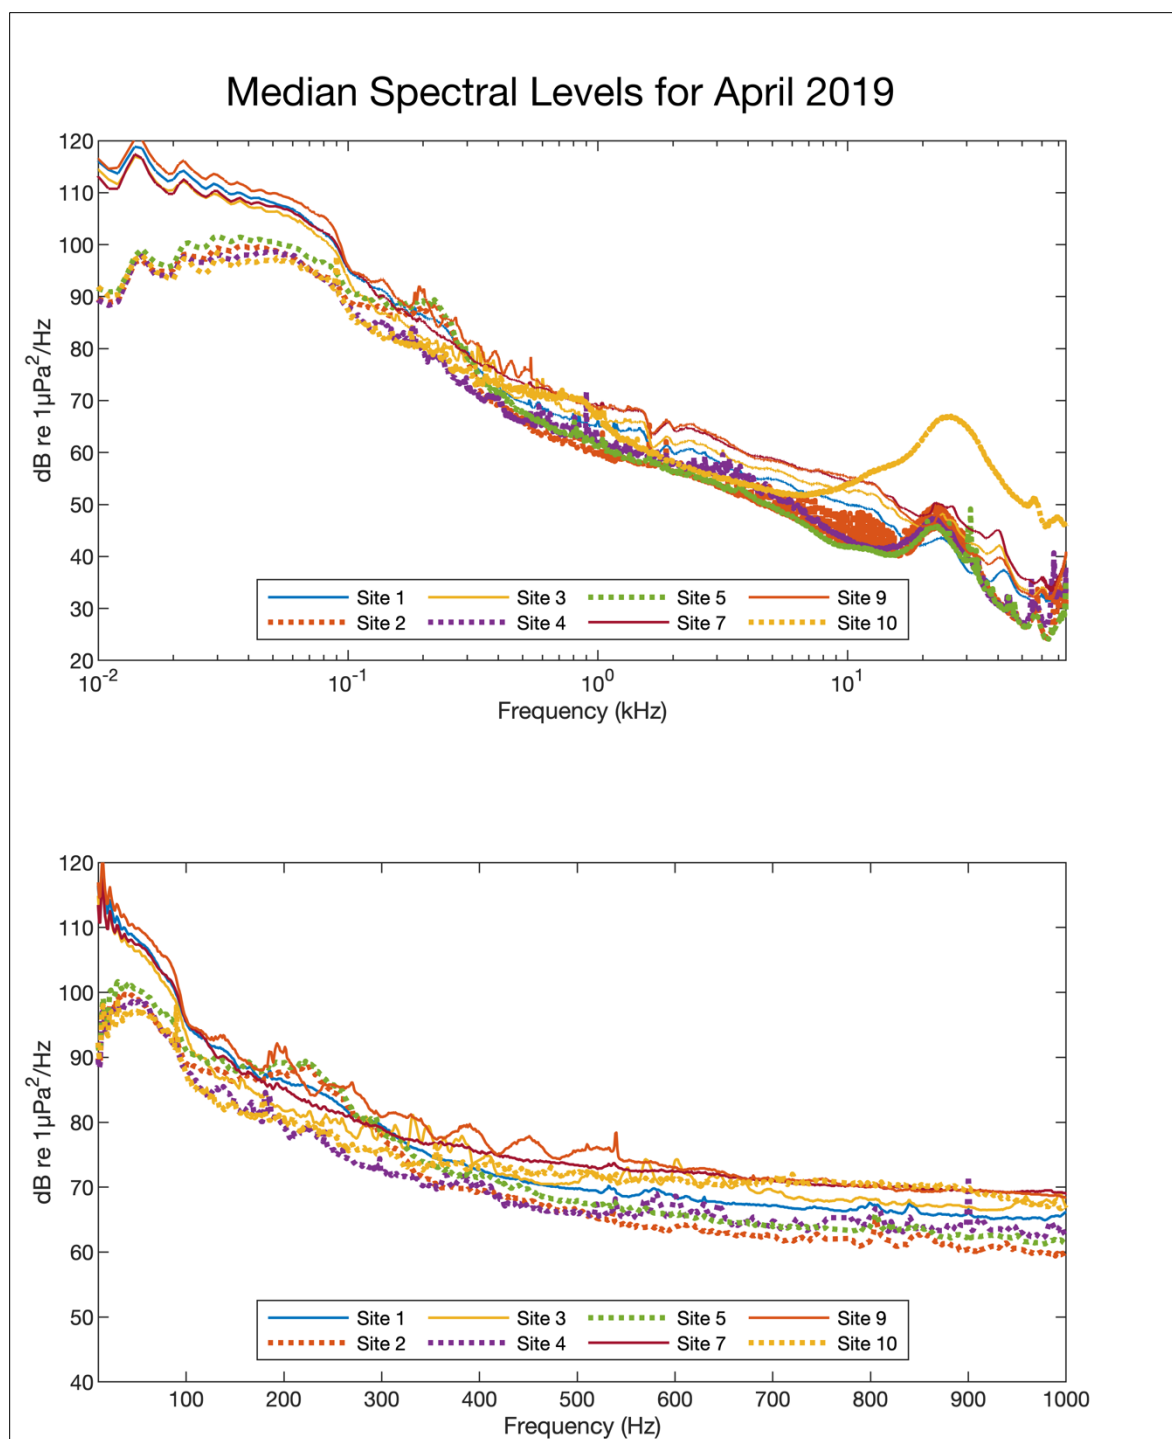 Median Spectral Levels for April 2019
120
110
100
90
80
70
60
50
40
30
20
dB re 1µPa²/Hz
Site 1 Site 3 Site 5 Site 9
Site 2 Site 4 Site 7 Site 10
10⁻² 10⁻¹ 10⁰ 10¹
Frequency (kHz)
120
110
100
90
80
70
60
50
40
dB re 1µPa²/Hz
Site 1 Site 3 Site 5 Site 9
Site 2 Site 4 Site 7 Site 10
100 200 300 400 500 600 700 800 900 1000
Frequency (Hz)